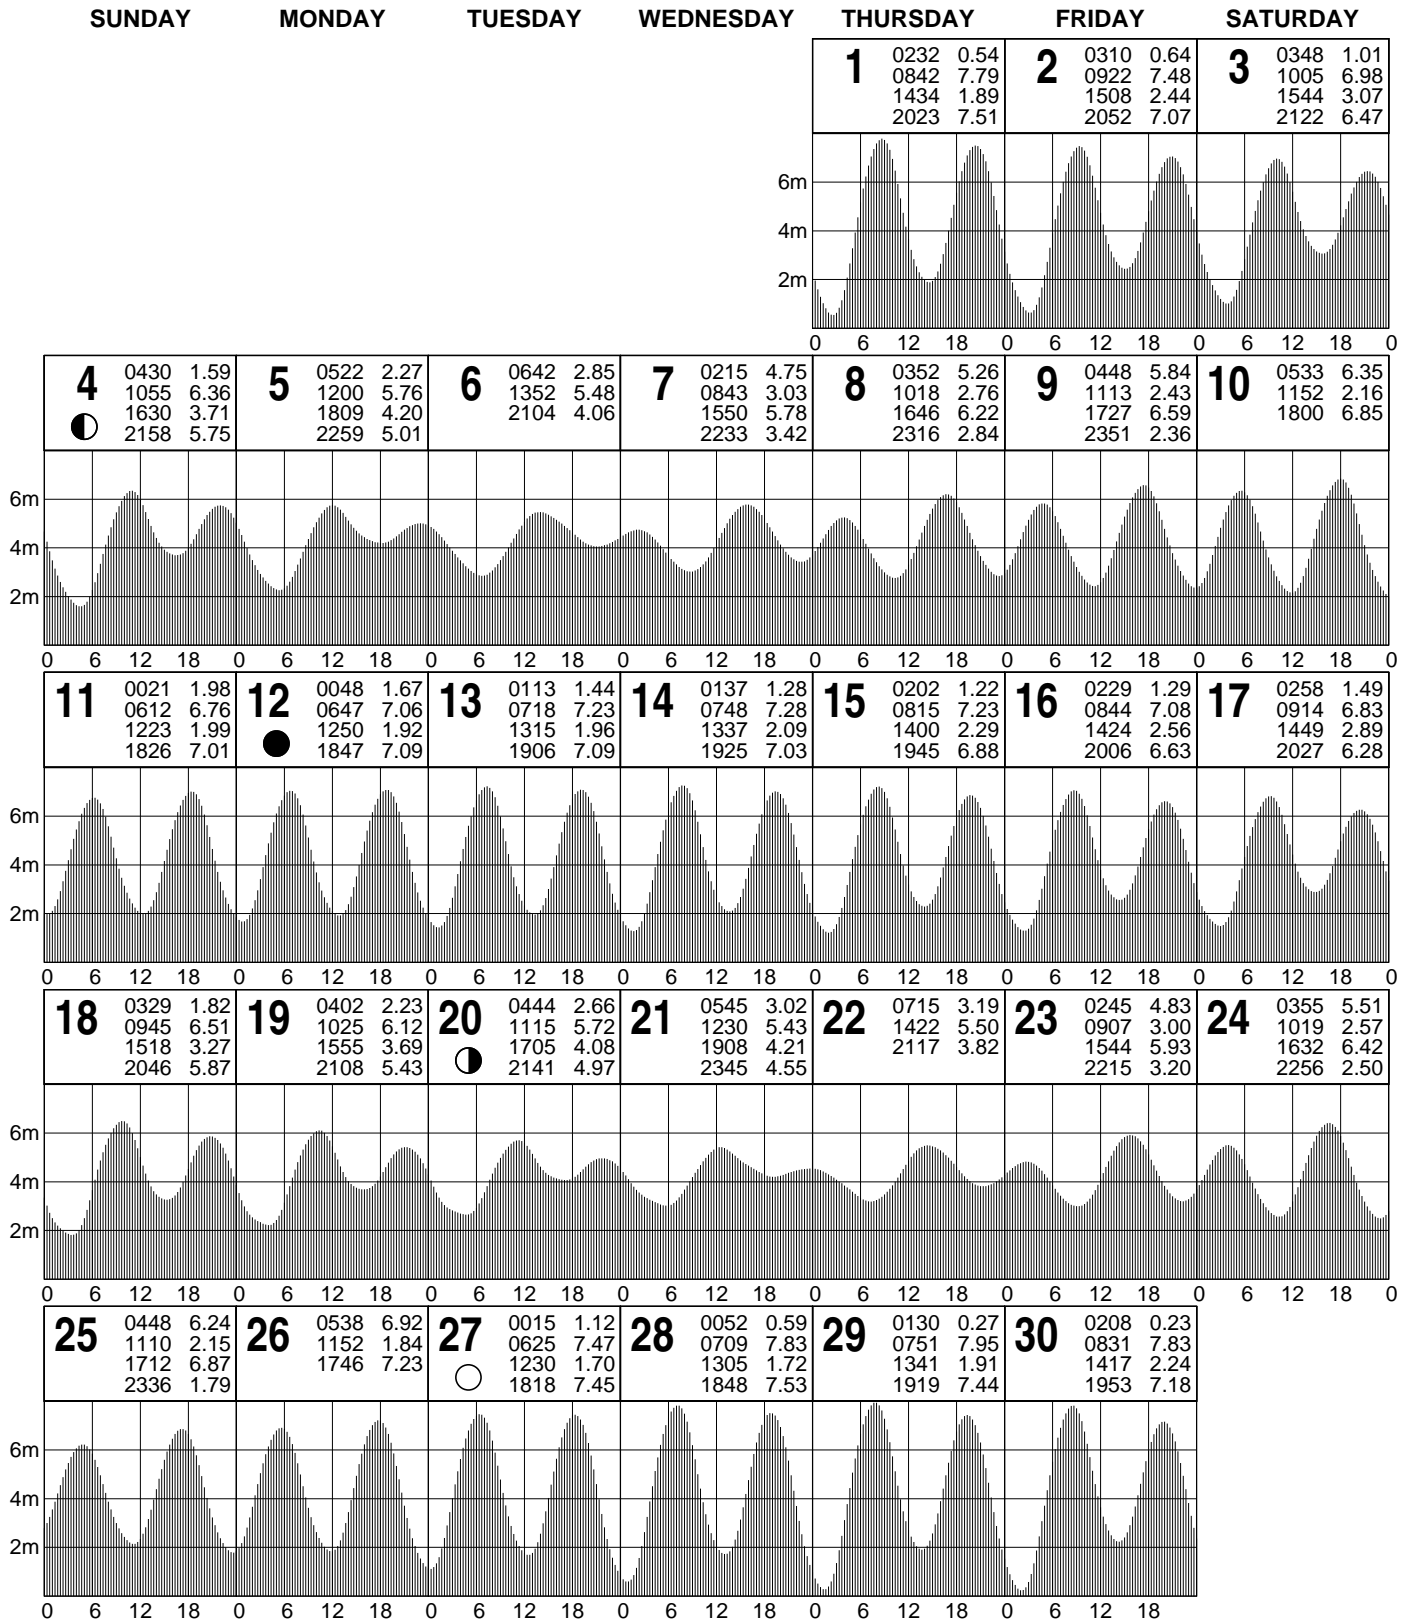 SUNDAY MONDAY TUESDAY WEDNESDAY THURSDAY FRIDAY SATURDAY
1 0232 0.54 2 0310 0.64 3 0348 1.01
0842 7.79 0922 7.48 1005 6.98
1434 1.89 1508 2.44 1544 3.07
2023 7.51 2052 7.07 2122 6.47
6m
4m
2m
0 6 12 18 0 6 12 18 0 6 12 18 0
4 0430 1.59 5 0522 2.27 6 0642 2.85 7 0215 4.75 8 0352 5.26 9 0448 5.84 10 0533 6.35
1055 6.36 1200 5.76 1352 5.48 0843 3.03 1018 2.76 1113 2.43 1152 2.16
1630 3.71 1809 4.20 2104 4.06 1550 5.78 1646 6.22 1727 6.59 1800 6.85
2158 5.75 2259 5.01 2233 3.42 2316 2.84 2351 2.36
6m
4m
2m
0 6 12 18 0 6 12 18 0 6 12 18 0 6 12 18 0 6 12 18 0 6 12 18 0 6 12 18 0
11 0021 1.98 12 0048 1.67 13 0113 1.44 14 0137 1.28 15 0202 1.22 16 0229 1.29 17 0258 1.49
0612 6.76 0647 7.06 0718 7.23 0748 7.28 0815 7.23 0844 7.08 0914 6.83
1223 1.99 1250 1.92 1315 1.96 1337 2.09 1400 2.29 1424 2.56 1449 2.89
1826 7.01 1847 7.09 1906 7.09 1925 7.03 1945 6.88 2006 6.63 2027 6.28
6m
4m
2m
0 6 12 18 0 6 12 18 0 6 12 18 0 6 12 18 0 6 12 18 0 6 12 18 0 6 12 18 0
18 0329 1.82 19 0402 2.23 20 0444 2.66 21 0545 3.02 22 0715 3.19 23 0245 4.83 24 0355 5.51
0945 6.51 1025 6.12 1115 5.72 1230 5.43 1422 5.50 0907 3.00 1019 2.57
1518 3.27 1555 3.69 1705 4.08 1908 4.21 2117 3.82 1544 5.93 1632 6.42
2046 5.87 2108 5.43 2141 4.97 2345 4.55 2215 3.20 2256 2.50
6m
4m
2m
0 6 12 18 0 6 12 18 0 6 12 18 0 6 12 18 0 6 12 18 0 6 12 18 0 6 12 18 0
25 0448 6.24 26 0538 6.92 27 0015 1.12 28 0052 0.59 29 0130 0.27 30 0208 0.23
1110 2.15 1152 1.84 0625 7.47 0709 7.83 0751 7.95 0831 7.83
1712 6.87 1746 7.23 1230 1.70 1305 1.72 1341 1.91 1417 2.24
2336 1.79 1818 7.45 1848 7.53 1919 7.44 1953 7.18
6m
4m
2m
0 6 12 18 0 6 12 18 0 6 12 18 0 6 12 18 0 6 12 18 0 6 12 18